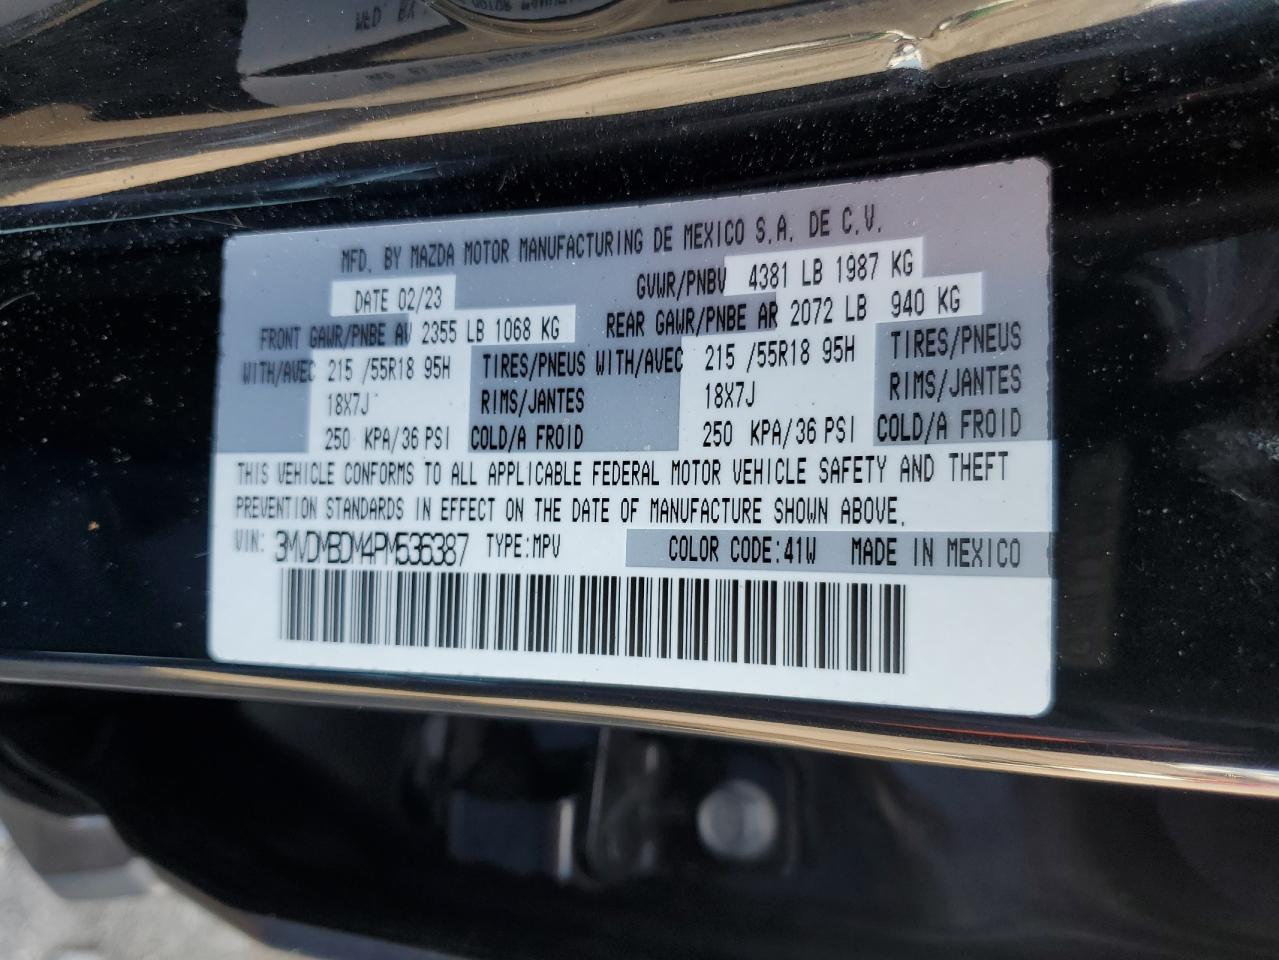 MFD. BY MAZDA MOTOR MANUFACTURING DE MEXICO S.A. DE C.V.
DATE 02/23 GVWR/PNBV 4381 LB 1987 KG
FRONT GAWR/PNBE AV 2355 LB 1068 KG REAR GAWR/PNBE AR 2072 LB 940 KG
WITH/AVEC 215 /55R18 95H TIRES/PNEUS WITH/AVEC 215 /55R18 95H TIRES/PNEUS
18X7J RIMS/JANTES 18X7J RIMS/JANTES
250 KPA/36 PSI COLD/A FROID 250 KPA/36 PSI COLD/A FROID
THIS VEHICLE CONFORMS TO ALL APPLICABLE FEDERAL MOTOR VEHICLE SAFETY AND THEFT
PREVENTION STANDARDS IN EFFECT ON THE DATE OF MANUFACTURE SHOWN ABOVE.
VIN: 3MVDMBDM4PM536387 TYPE:MPV COLOR CODE:41W MADE IN MEXICO